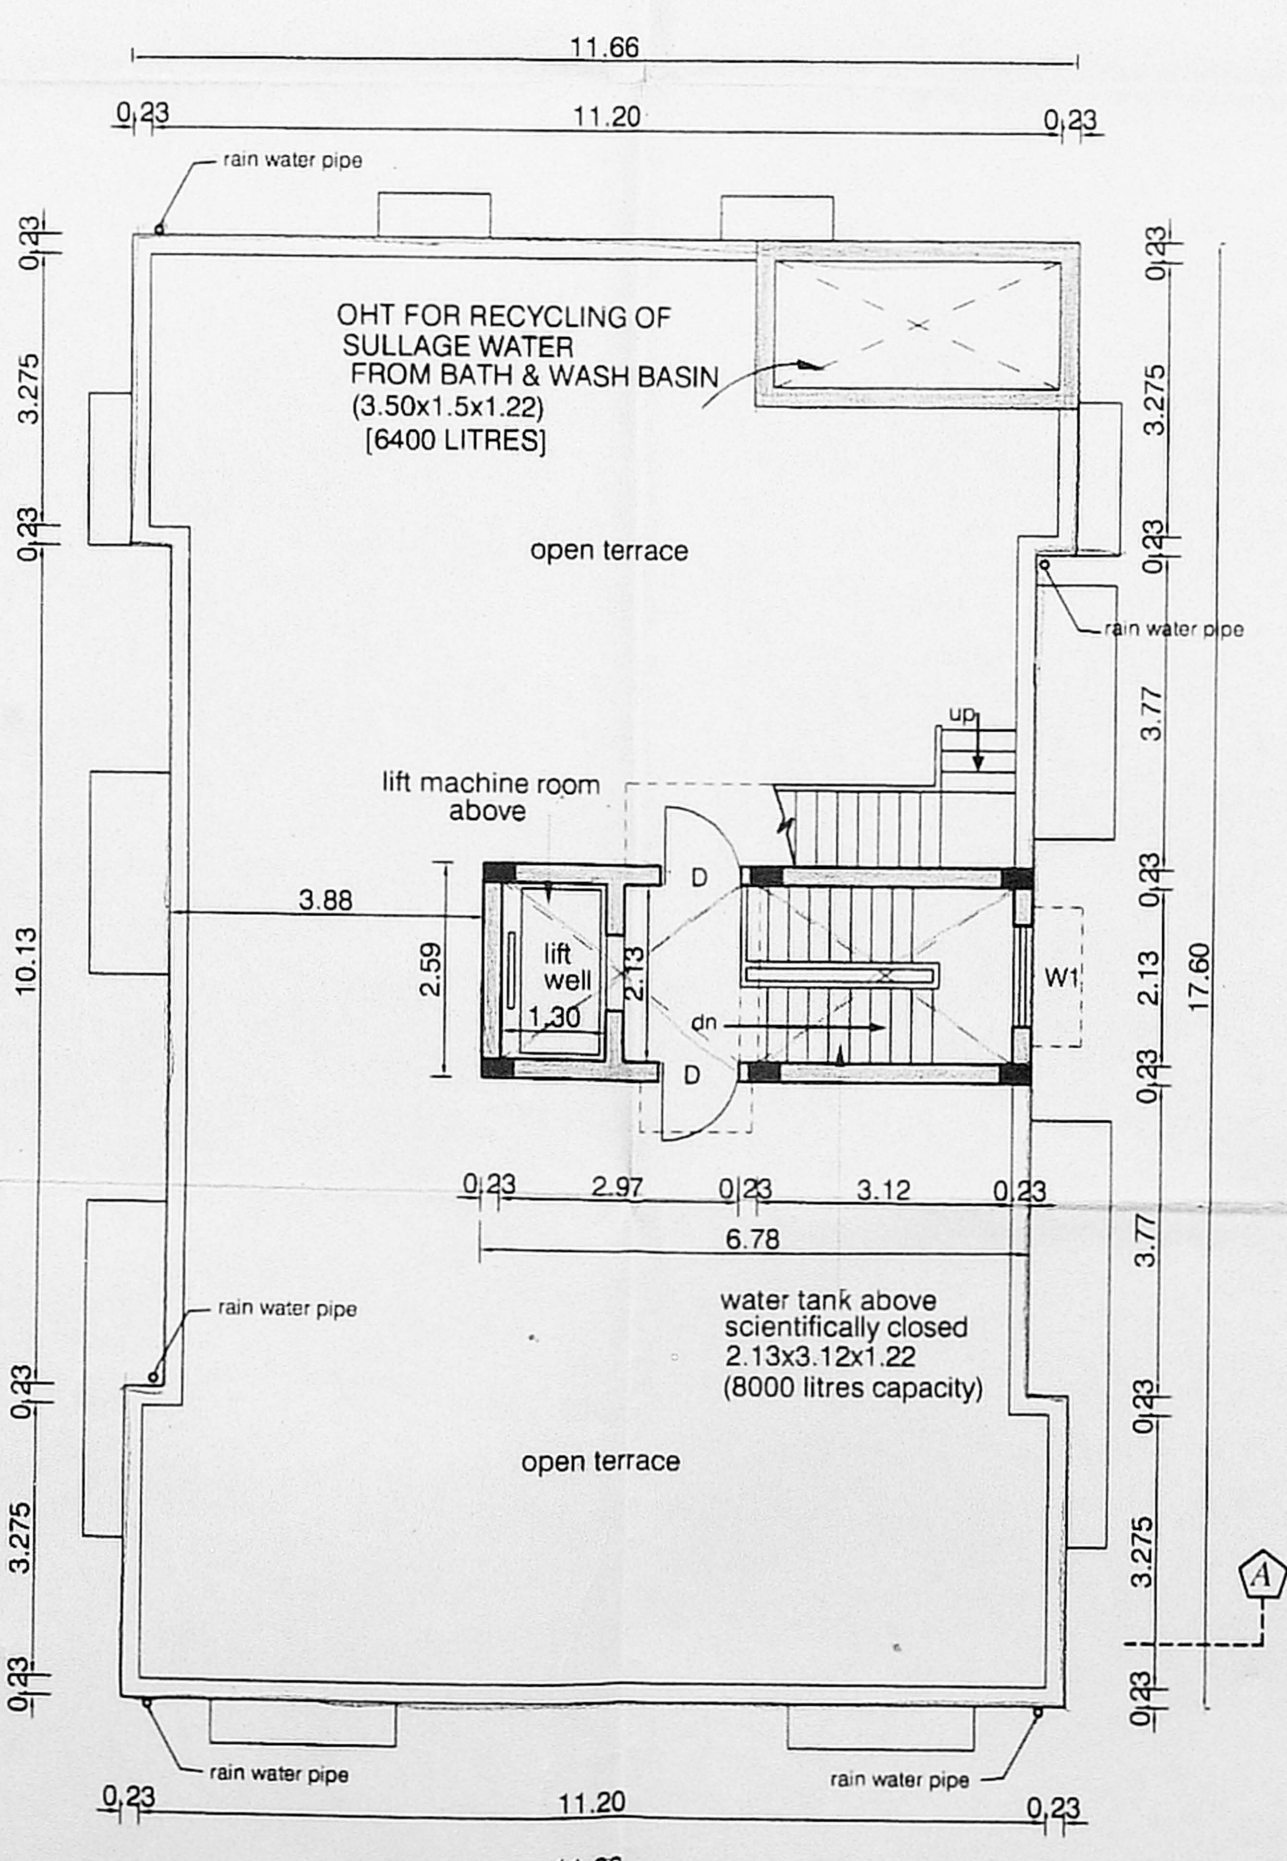 11.66
0.23
11.20
0.23
rain water pipe
0.23
0.23
OHT FOR RECYCLING OF
SULLAGE WATER
FROM BATH & WASH BASIN
(3.50x1.5x1.22)
[6400 LITRES]
3.275
3.275
0.23
0.23
open terrace
rain water pipe
up
3.77
lift machine room
above
D
0.23
3.88
10.13
2.59
lift
well
2.13
1.30
dn
W1
2.13
17.60
D
0.23
0.23
2.97
0.23
3.12
0.23
6.78
3.77
water tank above
scientifically closed
2.13x3.12x1.22
(8000 litres capacity)
rain water pipe
0.23
0.23
open terrace
3.275
3.275
A
0.23
0.23
rain water pipe
rain water pipe
0.23
11.20
0.23